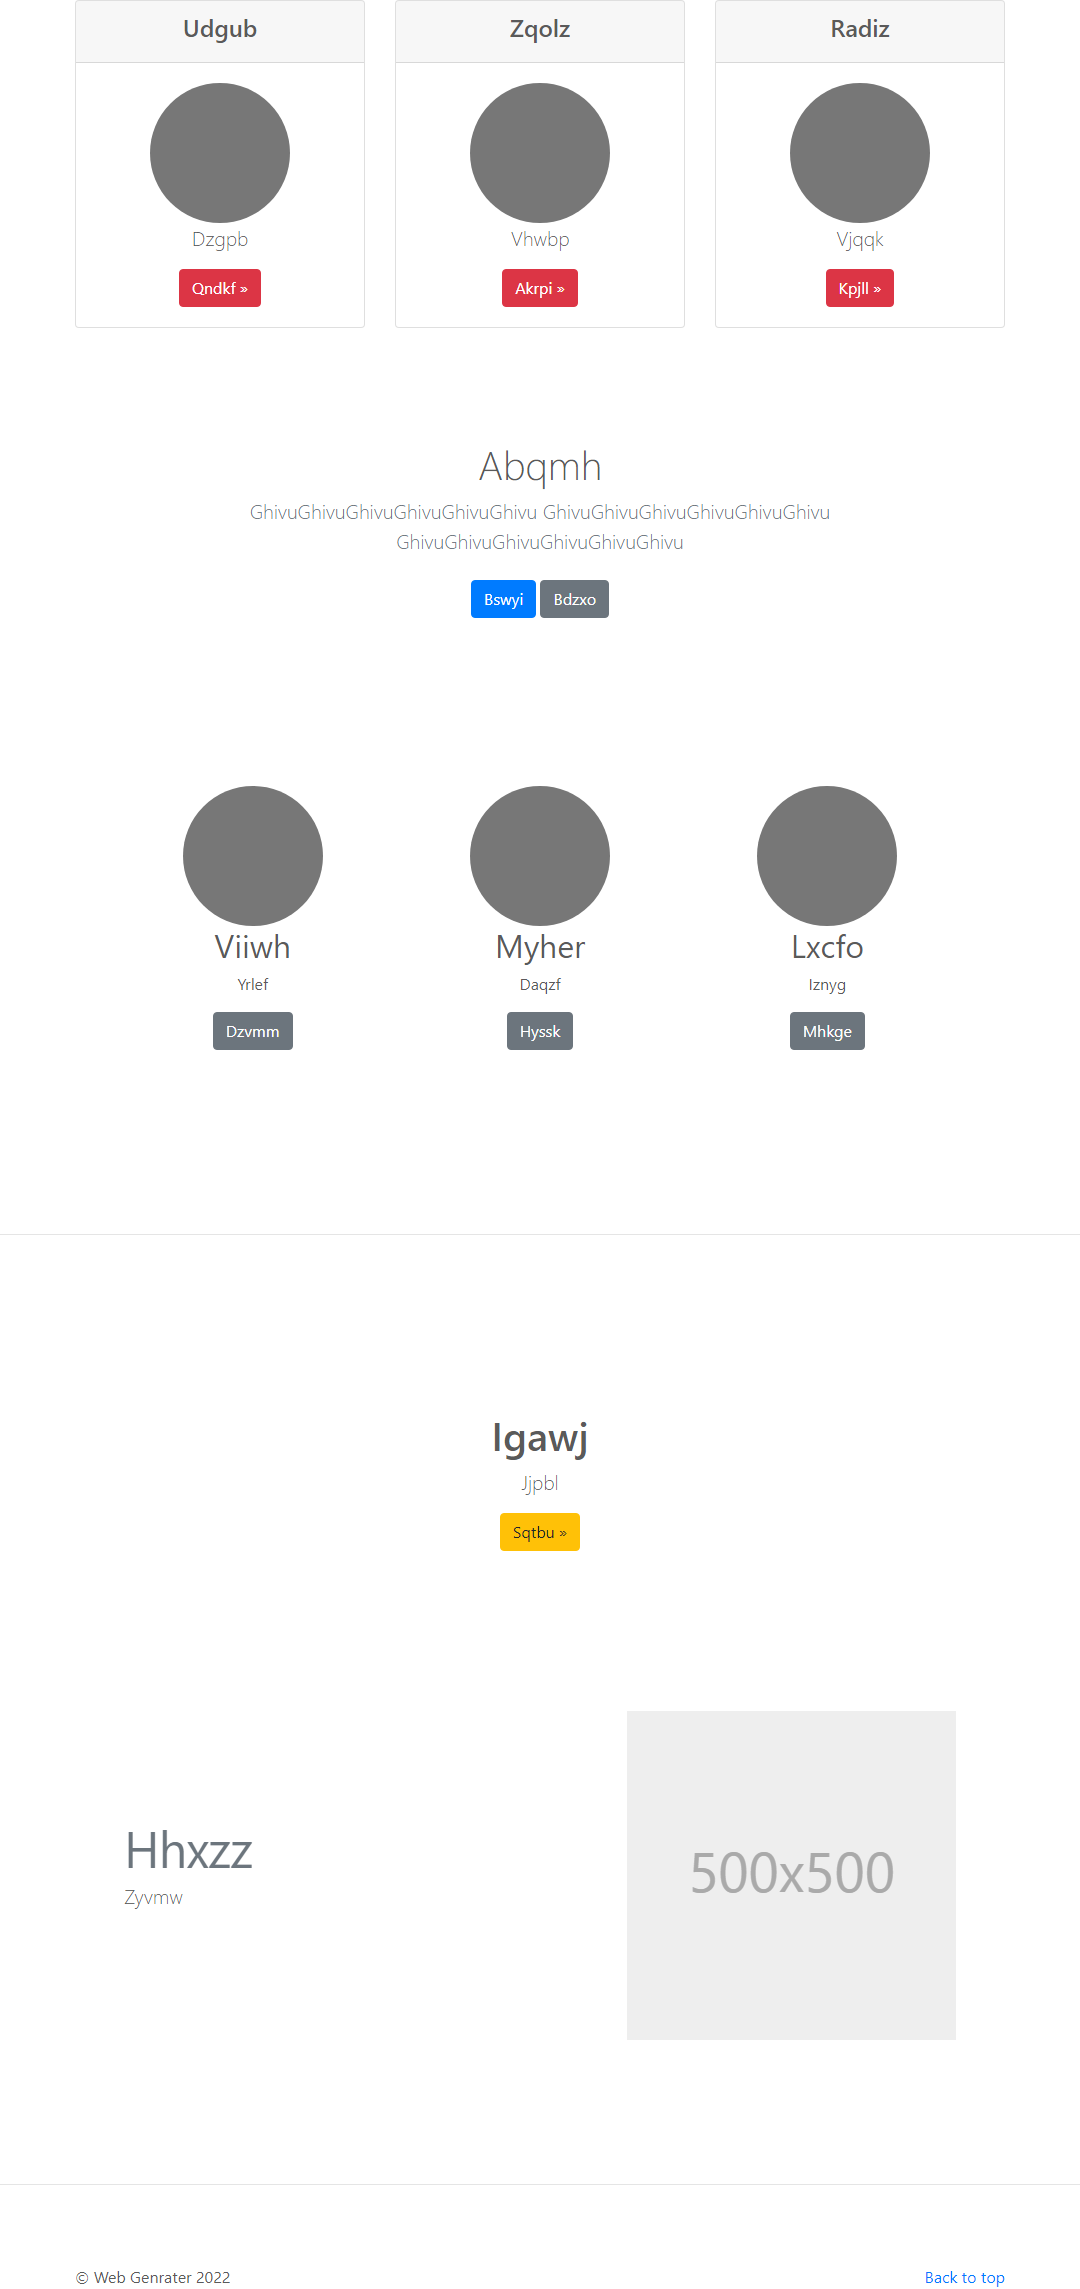 Udgub
Zqolz
Radiz
Dzgpb
Vhwbp
Vjqqk
Qndkf »
Akrpi »
Kpjll »
Abqmh
GhivuGhivuGhivuGhivuGhivuGhivu GhivuGhivuGhivuGhivuGhivuGhivu
GhivuGhivuGhivuGhivuGhivuGhivu
Bswyi
Bdzxo
Viiwh
Myher
Lxcfo
Yrlef
Daqzf
Iznyg
Dzvmm
Hyssk
Mhkge
Igawj
Jjpbl
Sqtbu »
Hhxzz
Zyvmw
500x500
© Web Genrater 2022
Back to top